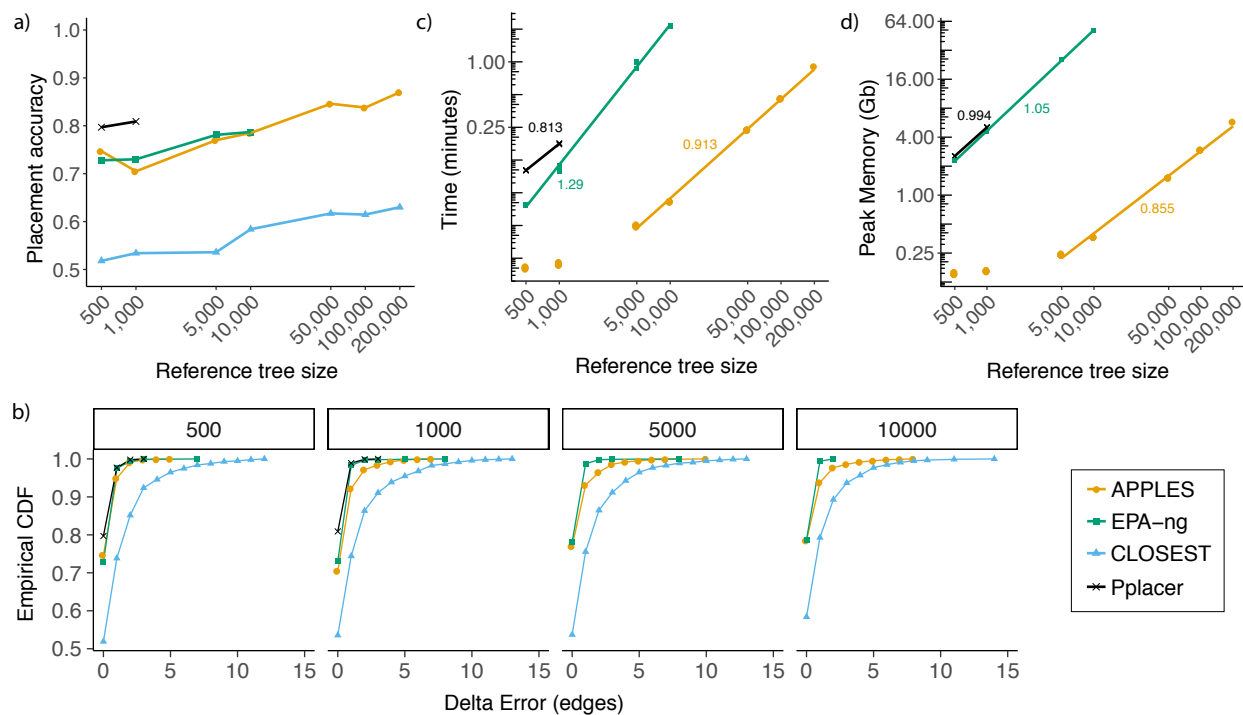 a)
Placement accuracy
1.0
0.9
0.8
0.7
0.6
0.5
500
1,000
5,000
10,000
50,000
100,000
200,000
Reference tree size
c)
Time (minutes)
1.00
0.25
0.813
1.29
0.913
500
1,000
5,000
10,000
50,000
100,000
200,000
Reference tree size
d)
Peak Memory (Gb)
64.00
16.00
4.00
1.00
0.25
0.994
1.05
0.855
500
1,000
5,000
10,000
50,000
100,000
200,000
Reference tree size
b)
500
1000
5000
10000
Empirical CDF
1.0
0.9
0.8
0.7
0.6
0.5
0 5 10 15
0 5 10 15
0 5 10 15
0 5 10 15
Delta Error (edges)
APPLES
EPA−ng
CLOSEST
Pplacer